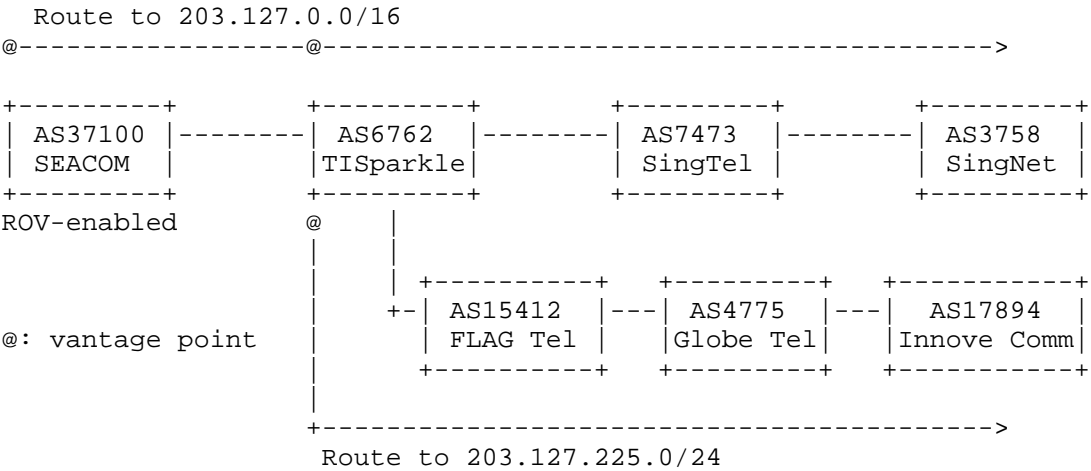 Route to 203.127.0.0/16
@------------------@------------------------------------------>
AS37100 AS6762 AS7473 AS3758
SEACOM TISparkle SingTel SingNet
ROV-enabled @
AS15412 AS4775 AS17894
@: vantage point FLAG Tel Globe Tel Innove Comm
Route to 203.127.225.0/24